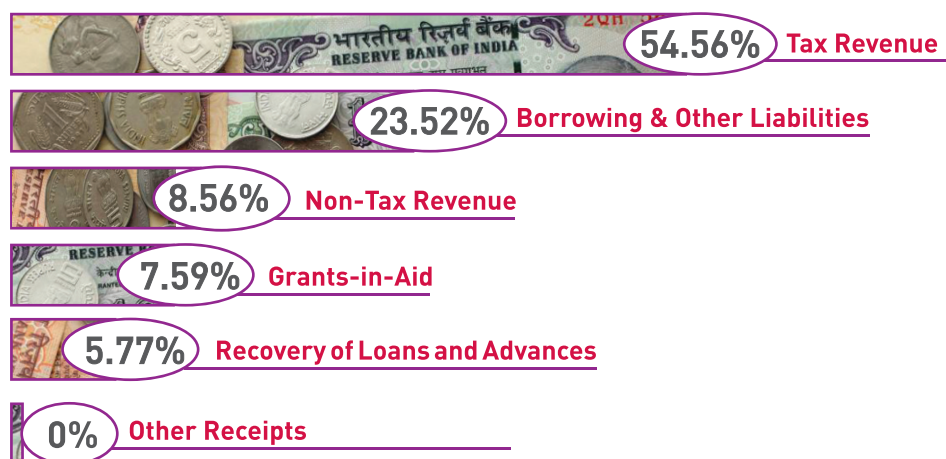 भारतीय रिज़र्व बैंक
RESERVE BANK OF INDIA
54.56% Tax Revenue
23.52% Borrowing & Other Liabilities
8.56% Non-Tax Revenue
RESERVE
7.59% Grants-in-Aid
5.77% Recovery of Loans and Advances
0% Other Receipts